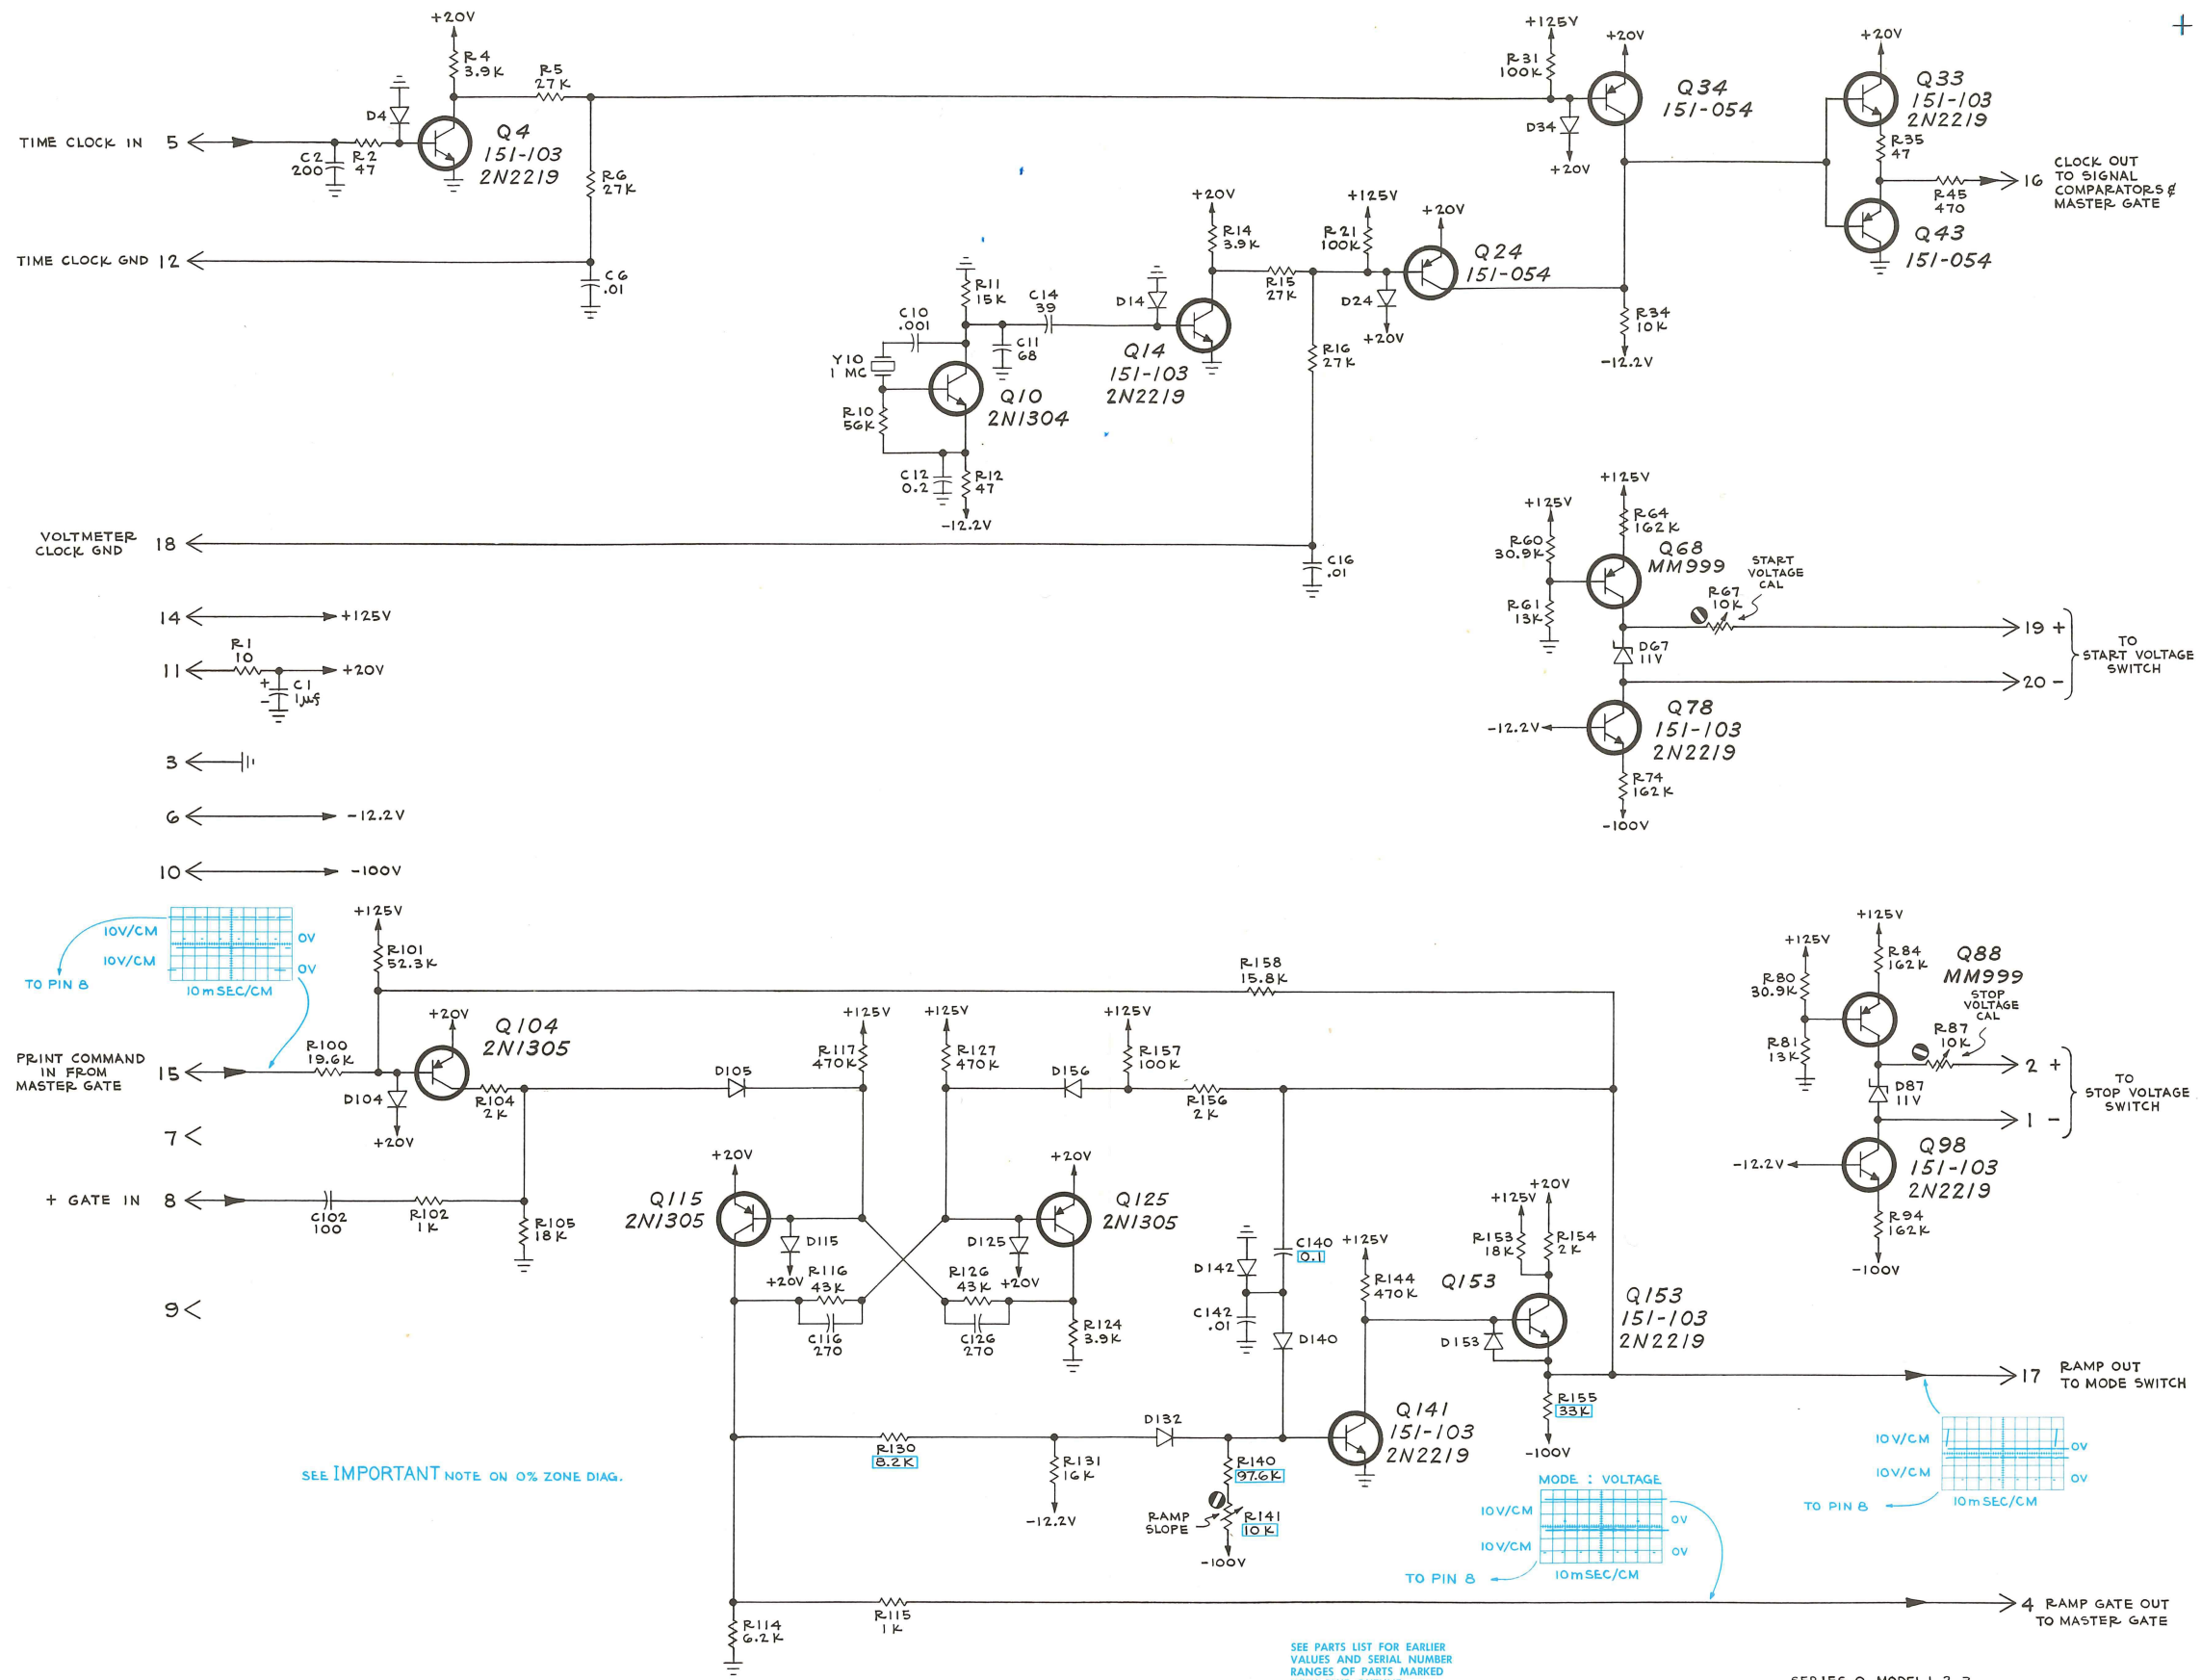 +20V
R4
3.9K
R5
27K
D4
TIME CLOCK IN 5
C2
200
R2
47
Q4
151-103
2N2219
R6
27K
TIME CLOCK GND 12
C6
.01
+125V
R31
100K
+20V
Q34
151-054
D34
+20V
+20V
Q33
151-103
2N2219
R35
47
R45
470
16
CLOCK OUT
TO SIGNAL
COMPARATORS &
MASTER GATE
Q43
151-054
R11
15K
C10
.001
C14
39
Y10
1 MC
C11
68
R10
56K
Q10
2N1304
C12
0.2
R12
47
-12.2V
D14
+20V
R14
3.9K
Q14
151-103
2N2219
R15
27K
+125V
R21
100K
+20V
Q24
151-054
D24
+20V
R16
27K
R34
10K
-12.2V
VOLTMETER
CLOCK GND 18
C16
.01
14 +125V
R1
10
11 +20V
+
-
C1
1µf
3
6 -12.2V
10 -100V
+125V
+125V
R64
162K
R60
30.9K
Q68
MM999
START
VOLTAGE
CAL
R67
10K
R61
13K
19 +
D67
11V
TO
START VOLTAGE
SWITCH
20 -
-12.2V
Q78
151-103
2N2219
R74
162K
-100V
10V/CM
0V
10V/CM
0V
TO PIN 8
10mSEC/CM
+125V
R101
52.3K
R158
15.8K
PRINT COMMAND
IN FROM
MASTER GATE 15
R100
19.6K
+20V
Q104
2N1305
D104
+20V
R104
2K
D105
+125V
R117
470K
+125V
R127
470K
D156
+125V
R157
100K
R156
2K
7
+ GATE IN 8
C102
100
R102
1K
R105
18K
+20V
Q115
2N1305
D115
+20V
R116
43K
C116
270
+20V
Q125
2N1305
D125
+20V
R126
43K
C126
270
R124
3.9K
9
C140
0.1
D142
C142
.01
D140
+125V
R144
470K
Q153
+125V
+20V
R153
18K
R154
2K
D153
Q153
151-103
2N2219
+125V
+125V
R84
162K
R80
30.9K
Q88
MM999
STOP
VOLTAGE
CAL
R87
10K
R81
13K
2 +
D87
11V
TO
STOP VOLTAGE
SWITCH
1 -
-12.2V
Q98
151-103
2N2219
R94
162K
-100V
17
RAMP OUT
TO MODE SWITCH
R155
33K
-100V
Q141
151-103
2N2219
D132
R130
8.2K
R131
16K
-12.2V
R140
97.6K
RAMP
SLOPE
R141
10K
-100V
SEE IMPORTANT NOTE ON 0% ZONE DIAG.
10V/CM
0V
10V/CM
0V
TO PIN 8
10mSEC/CM
MODE : VOLTAGE
10V/CM
0V
10V/CM
0V
TO PIN 8
10mSEC/CM
R115
1K
R114
6.2K
4 RAMP GATE OUT
TO MASTER GATE
SEE PARTS LIST FOR EARLIER
VALUES AND SERIAL NUMBER
RANGES OF PARTS MARKED